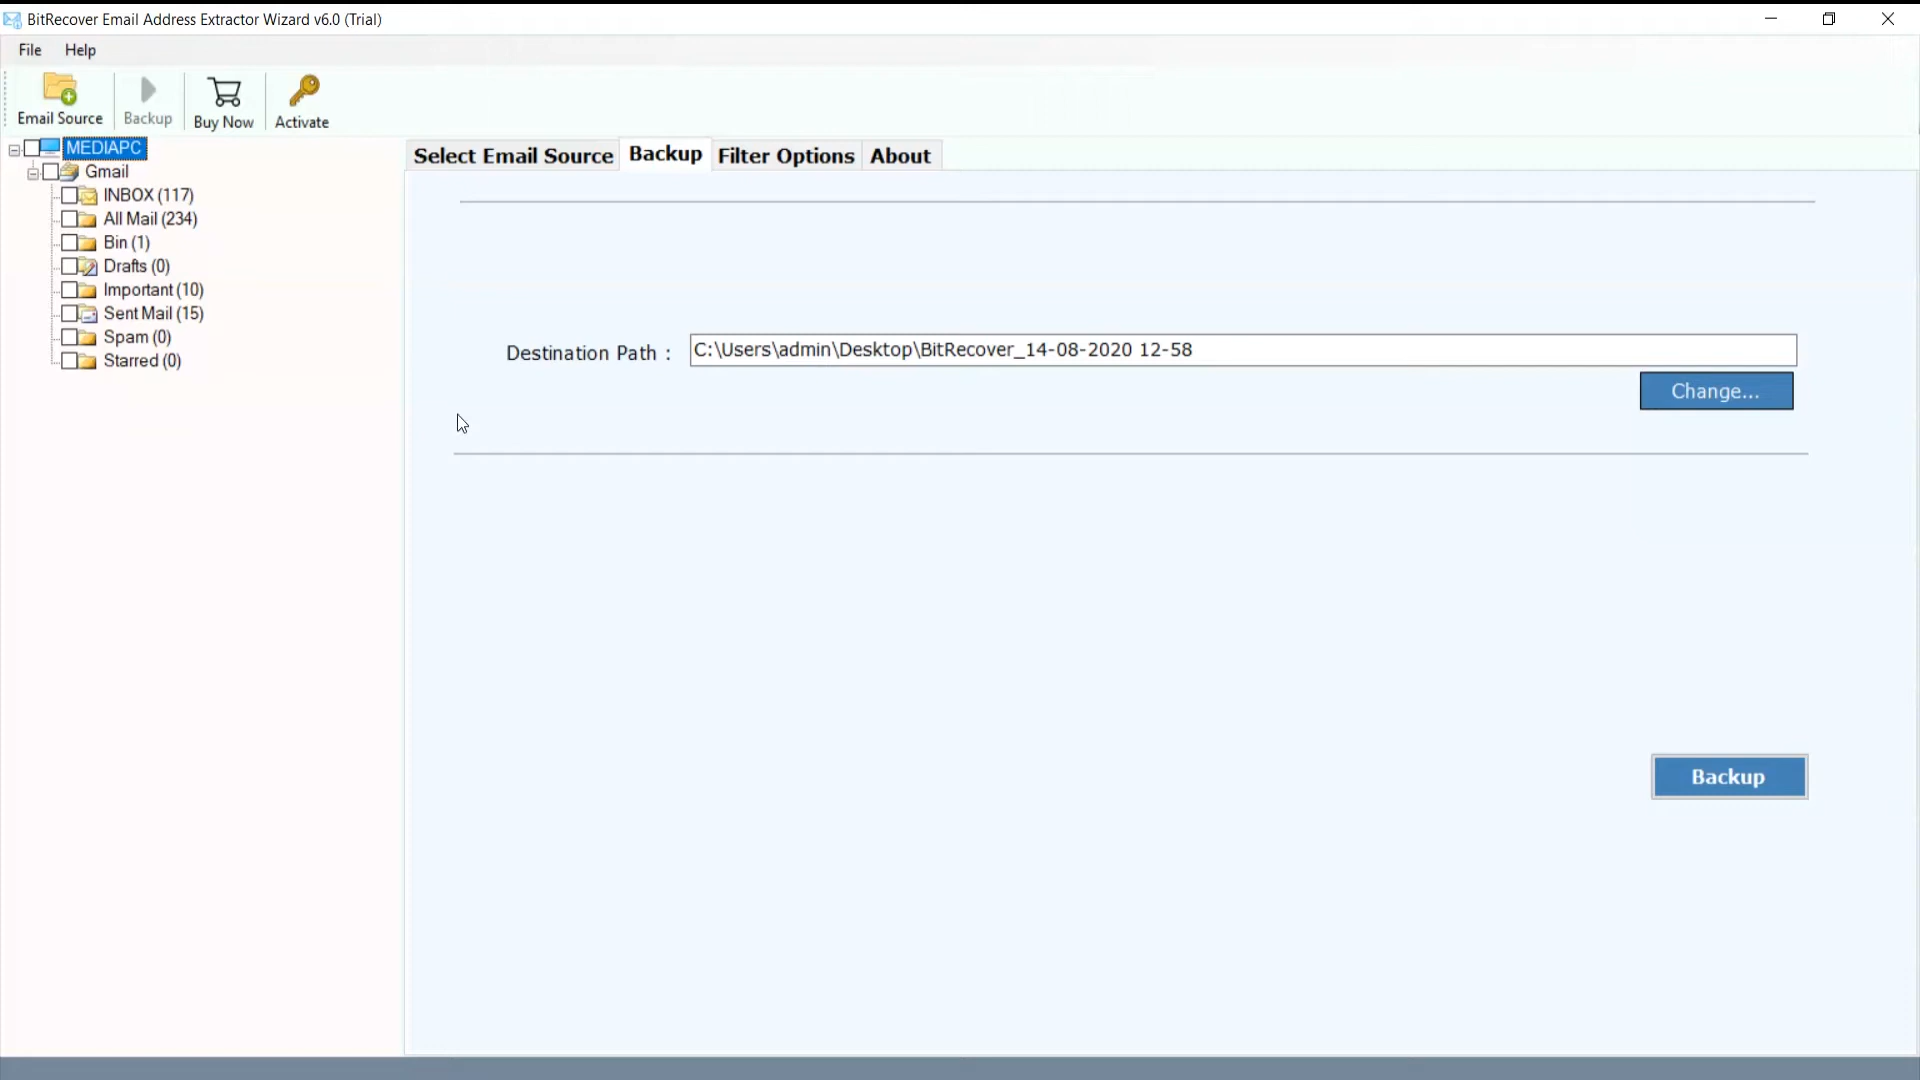 BitRecover Email Address Extractor Wizard v6.0 (Trial)
File Help
Email Source Backup Buy Now Activate
MEDIAPC
Gmail
INBOX (117)
All Mail (234)
Bin (1)
Drafts (0)
Important (10)
Sent Mail (15)
Spam (0)
Starred (0)
Select Email Source Backup Filter Options About
Destination Path : C:\Users\admin\Desktop\BitRecover_14-08-2020 12-58
Change...
Backup